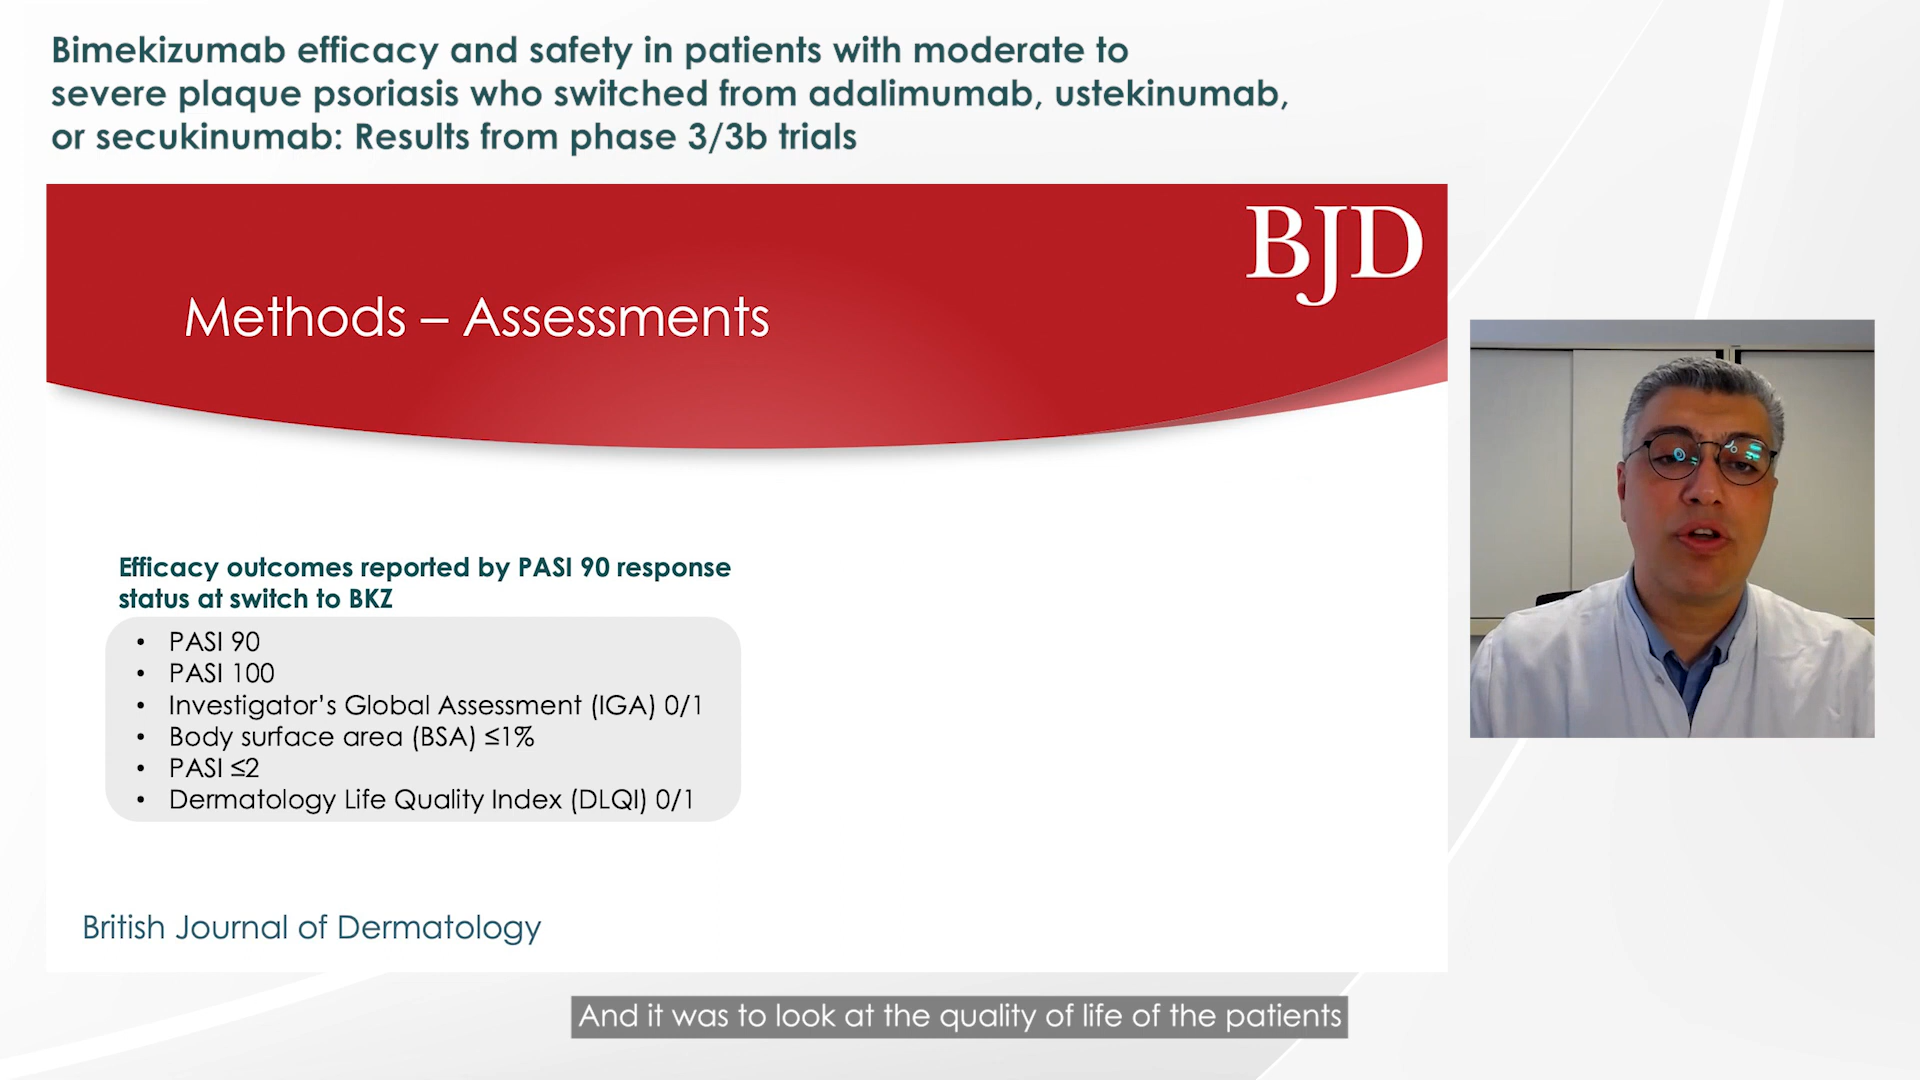 Bimekizumab efficacy and safety in patients with moderate to
severe plaque psoriasis who switched from adalimumab, ustekinumab,
or secukinumab: Results from phase 3/3b trials
BJD
Methods – Assessments
Efficacy outcomes reported by PASI 90 response
status at switch to BKZ
• PASI 90
• PASI 100
• Investigator's Global Assessment (IGA) 0/1
• Body surface area (BSA) ≤1%
• PASI ≤2
• Dermatology Life Quality Index (DLQI) 0/1
British Journal of Dermatology
And it was to look at the quality of life of the patients